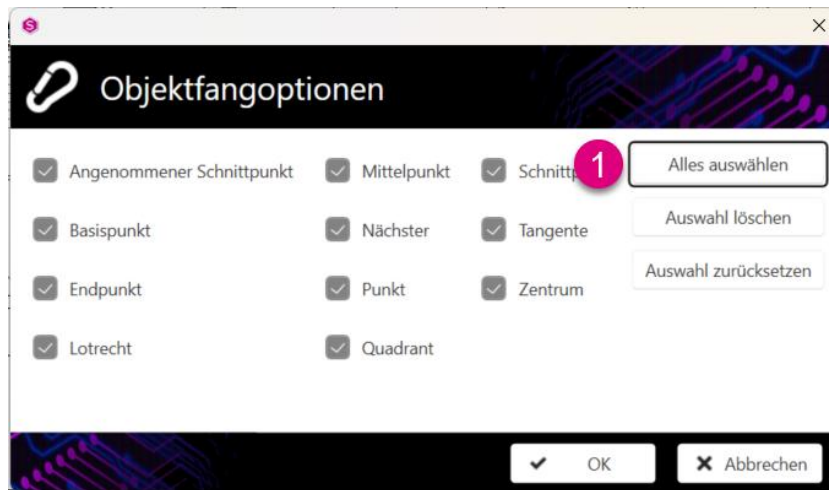 Objektfangoptionen
Angenommener Schnittpunkt
Mittelpunkt
1
Alles auswählen
Basispunkt
Nächster
Tangente
Auswahl löschen
Endpunkt
Punkt
Zentrum
Auswahl zurücksetzen
Lotrecht
Quadrant
OK
Abbrechen